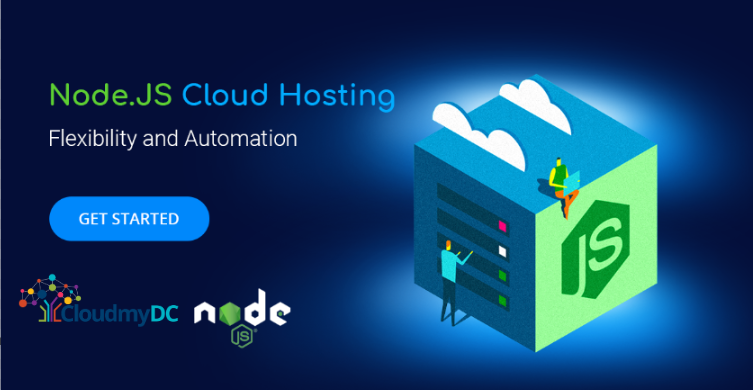 Node.JS Cloud Hosting
Flexibility and Automation
GET STARTED
CloudmyDC
node
JS
JS